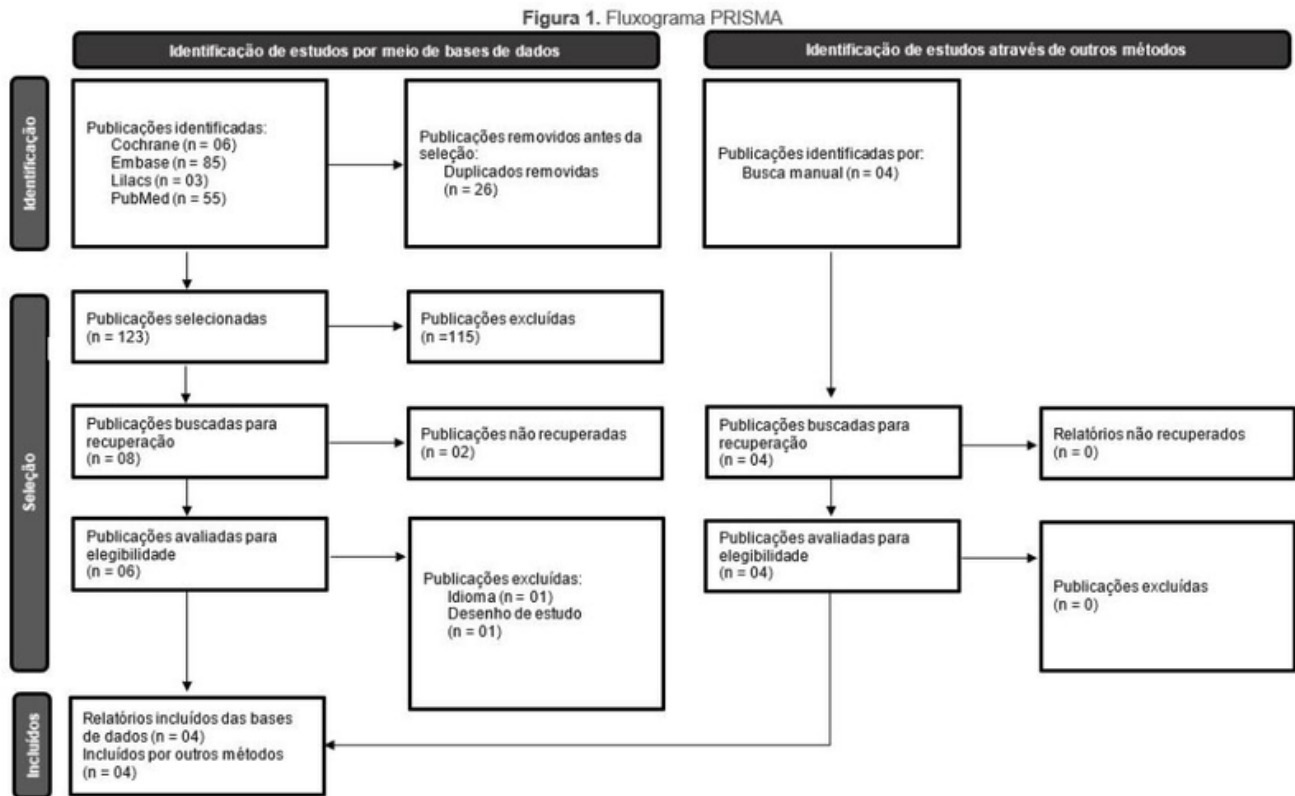 Figura 1. Fluxograma PRISMA
Identificação de estudos por meio de bases de dados
Identificação de estudos através de outros métodos
Identificação
Publicações identificadas:
Cochrane (n = 06)
Embase (n = 85)
Lilacs (n = 03)
PubMed (n = 55)
Publicações removidos antes da
seleção:
Duplicados removidas
(n = 26)
Publicações identificadas por:
Busca manual (n = 04)
Seleção
Publicações selecionadas
(n = 123)
Publicações excluídas
(n =115)
Publicações buscadas para
recuperação
(n = 08)
Publicações não recuperadas
(n = 02)
Publicações buscadas para
recuperação
(n = 04)
Relatórios não recuperados
(n = 0)
Publicações avaliadas para
elegibilidade
(n = 06)
Publicações excluídas:
Idioma (n = 01)
Desenho de estudo
(n = 01)
Publicações avaliadas para
elegibilidade
(n = 04)
Publicações excluídas
(n = 0)
Incluídos
Relatórios incluídos das bases
de dados (n = 04)
Incluídos por outros métodos
(n = 04)